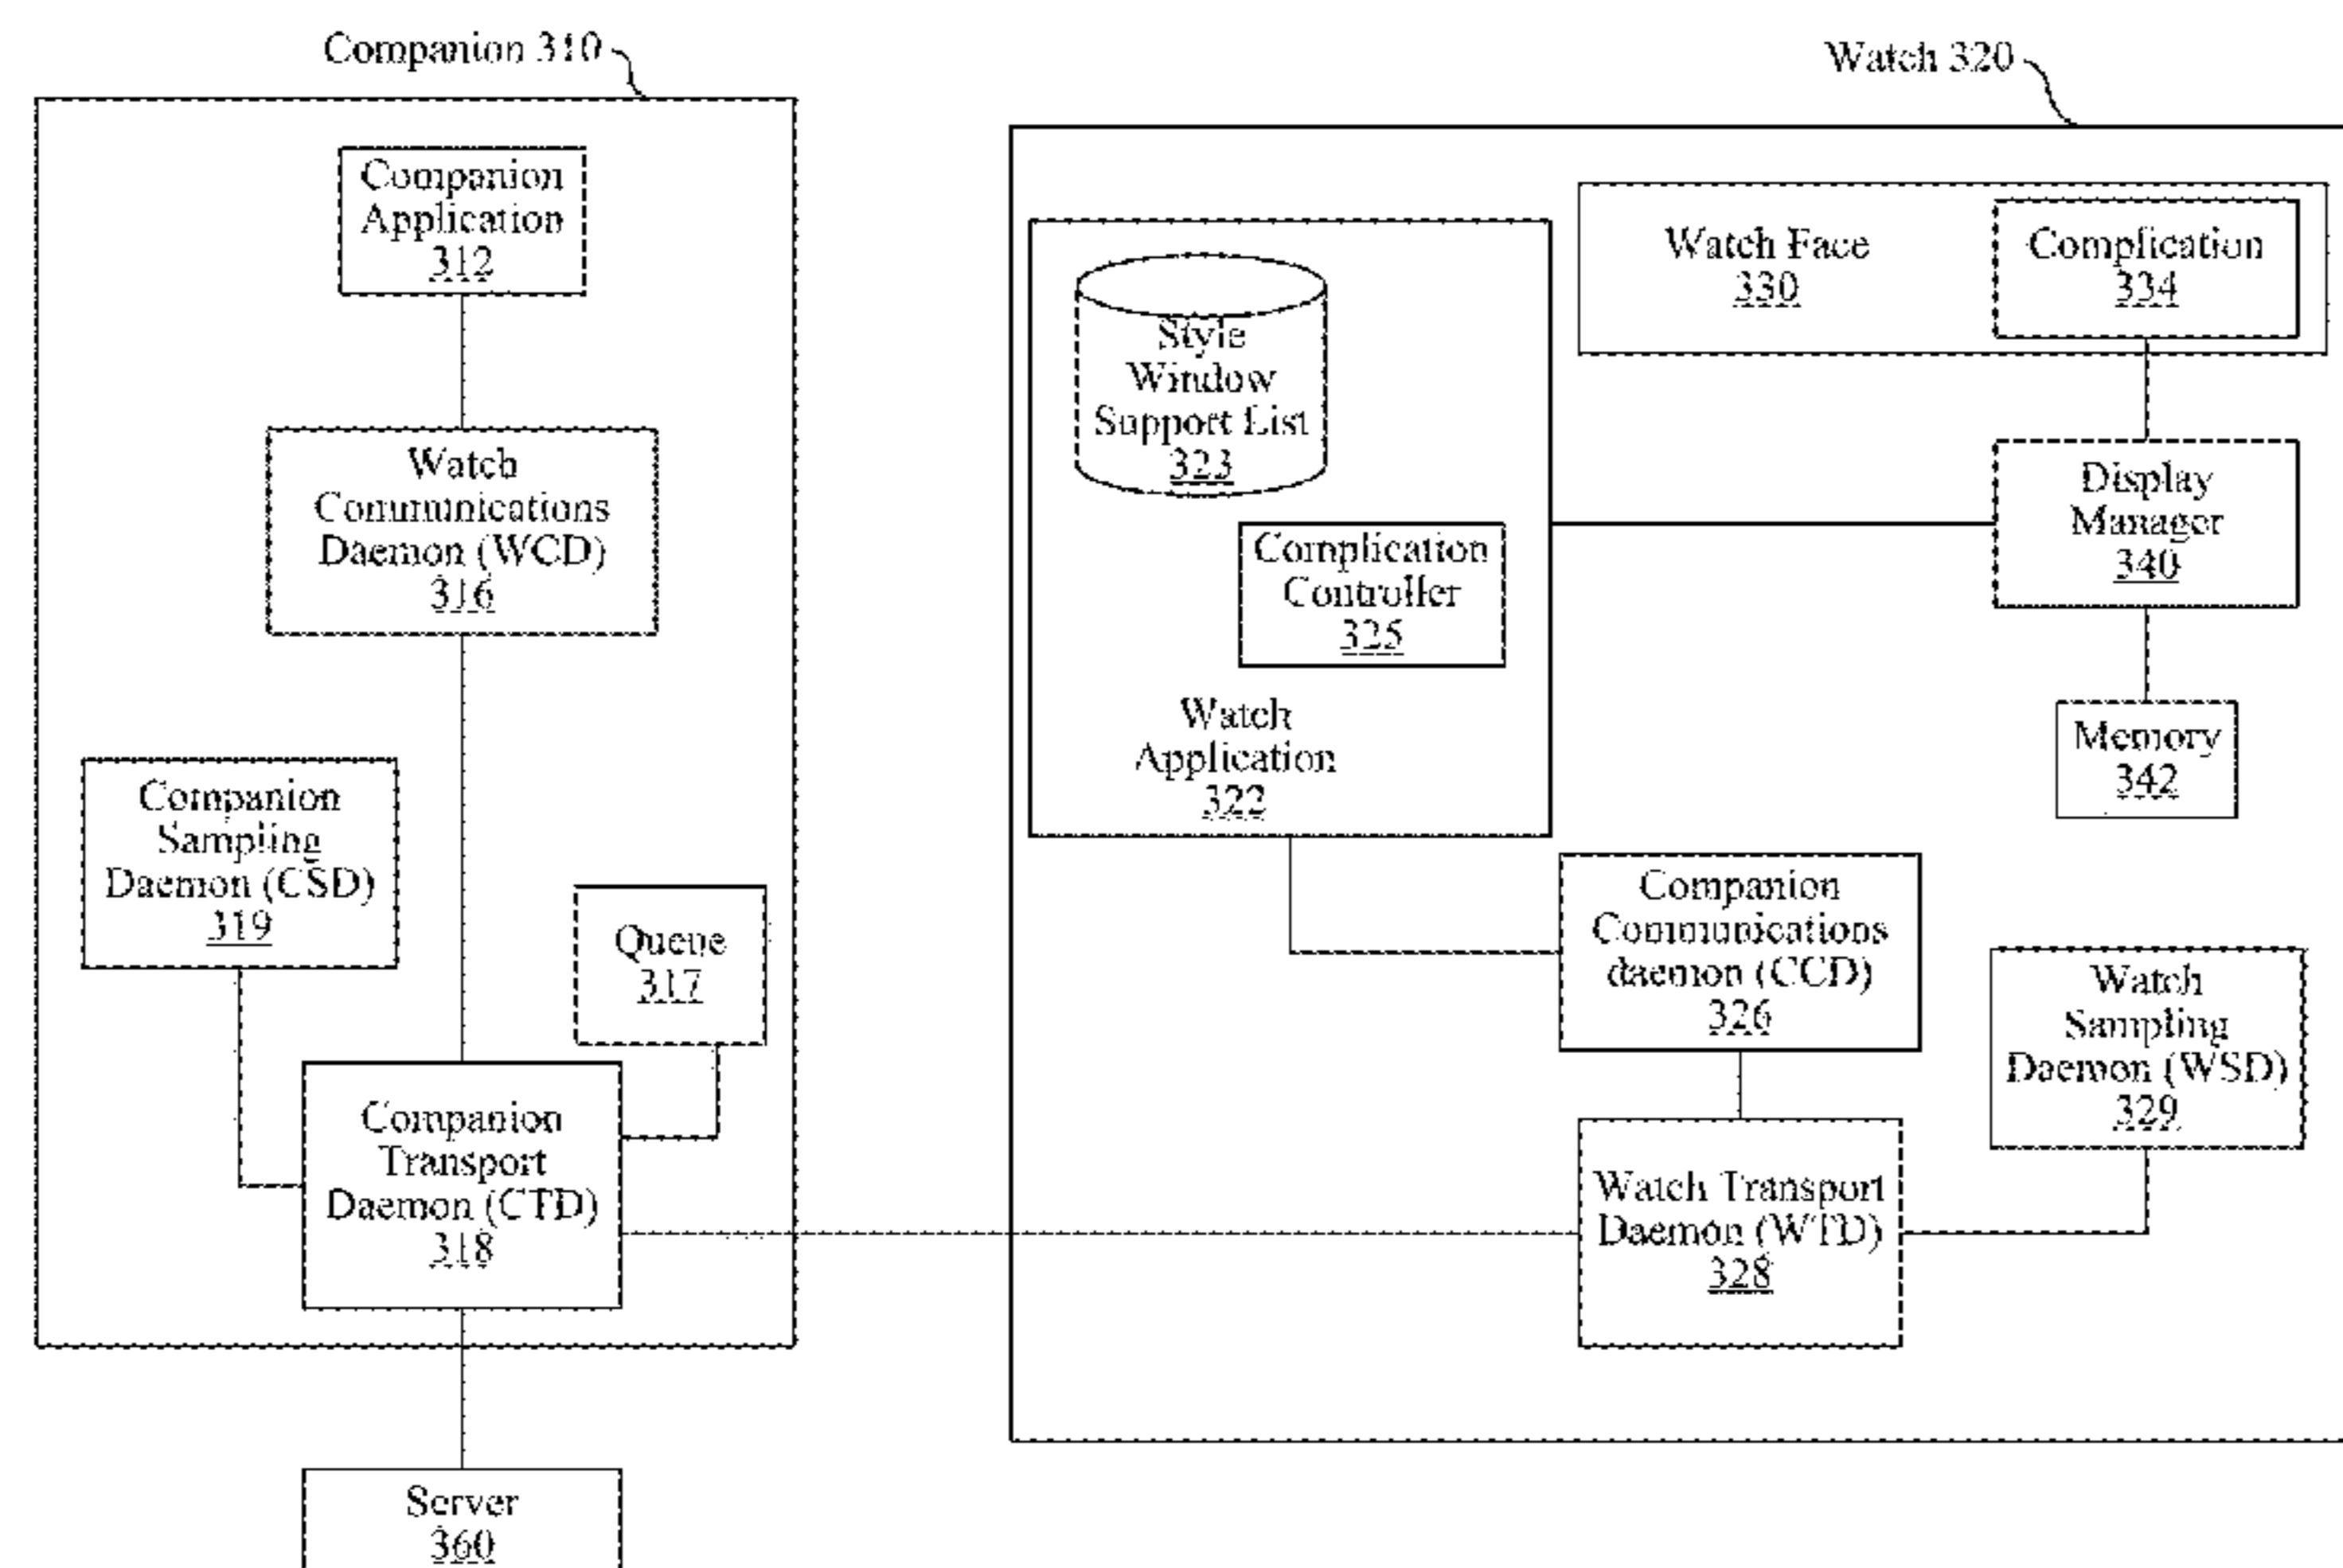 Companion 310
Companion
Application
312
Watch
Communications
Daemon (WCD)
316
Companion
Sampling
Daemon (CSD)
319
Queue
317
Companion
Transport
Daemon (CTD)
318
Server
360
Watch 320
Style
Window
Support List
323
Complication
Controller
325
Watch
Application
322
Watch Face
330
Complication
334
Display
Manager
340
Memory
342
Companion
Communications
daemon (CCD)
326
Watch
Sampling
Daemon (WSD)
329
Watch Transport
Daemon (WTD)
328